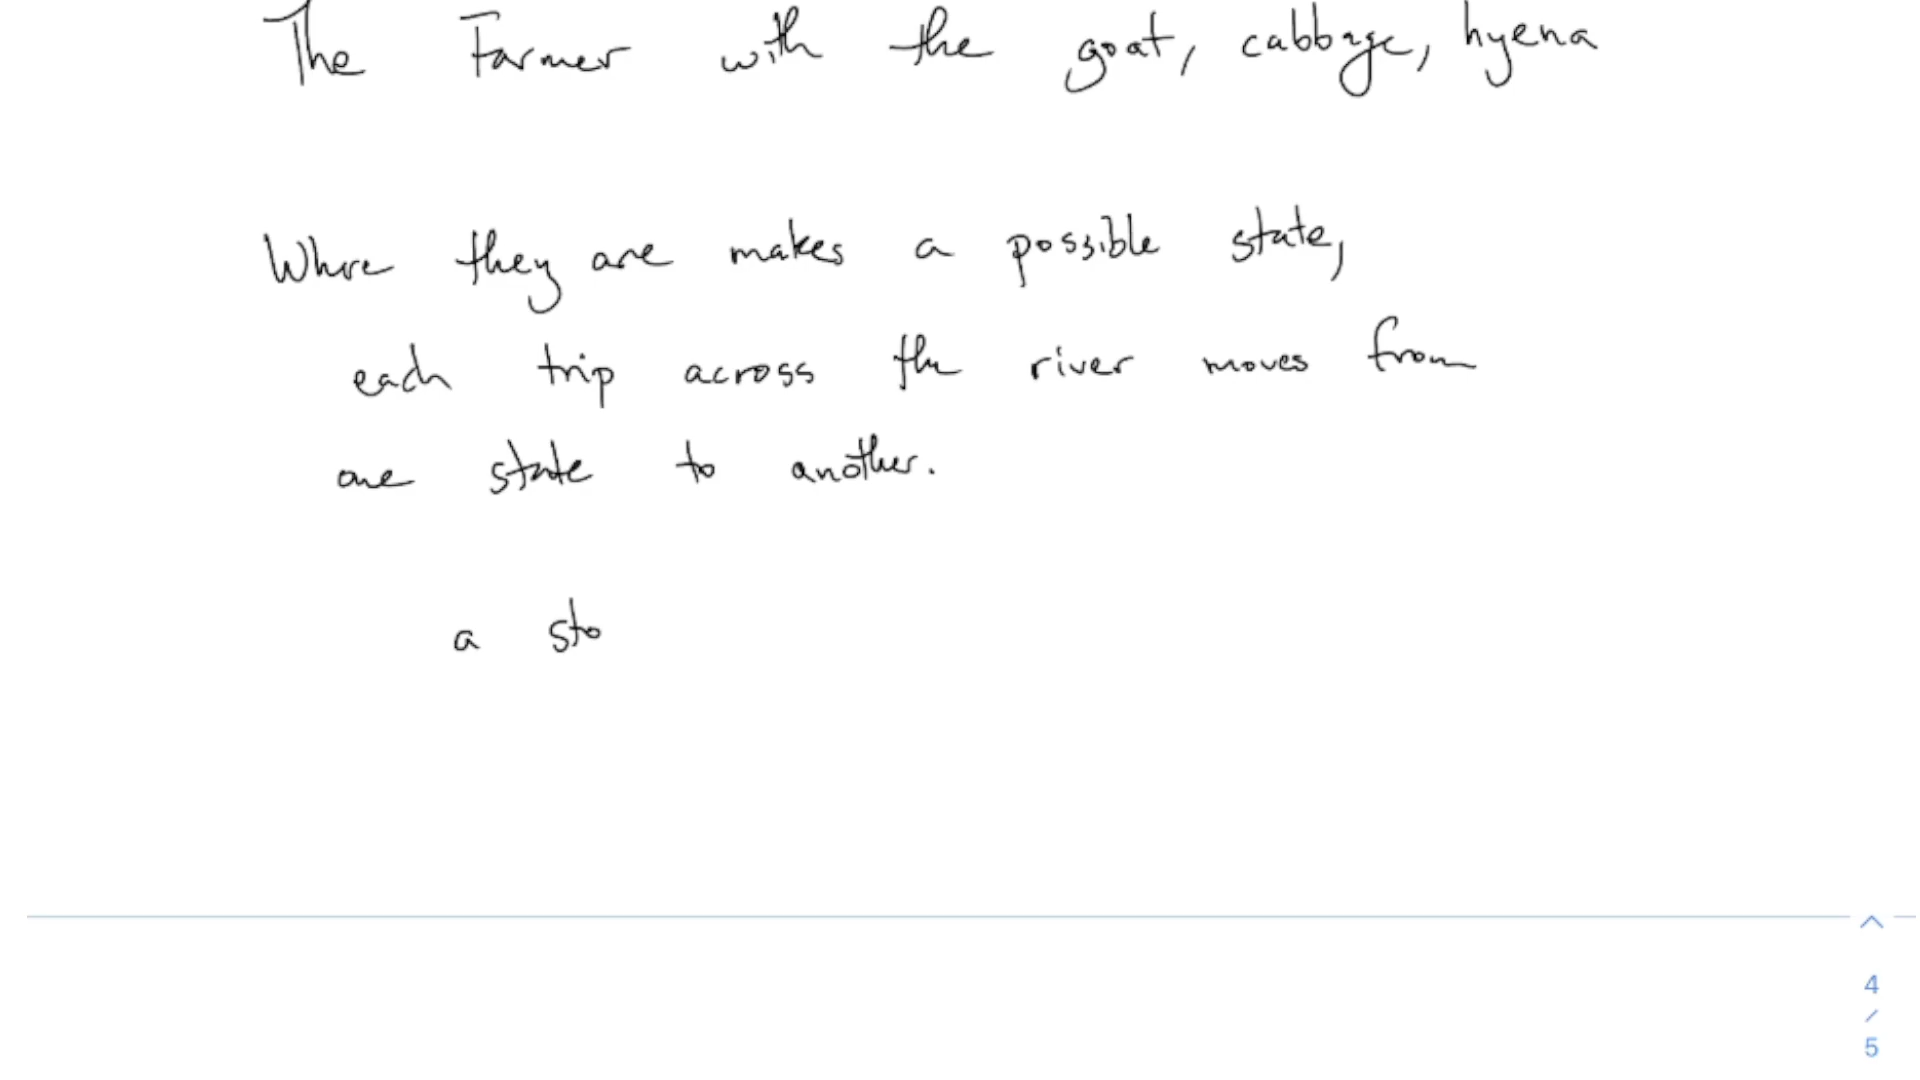 The Farmer with the goat, cabbage, hyena
Where they are makes a possible state,
each trip across the river moves from
one state to another.
a sta
4
/
5